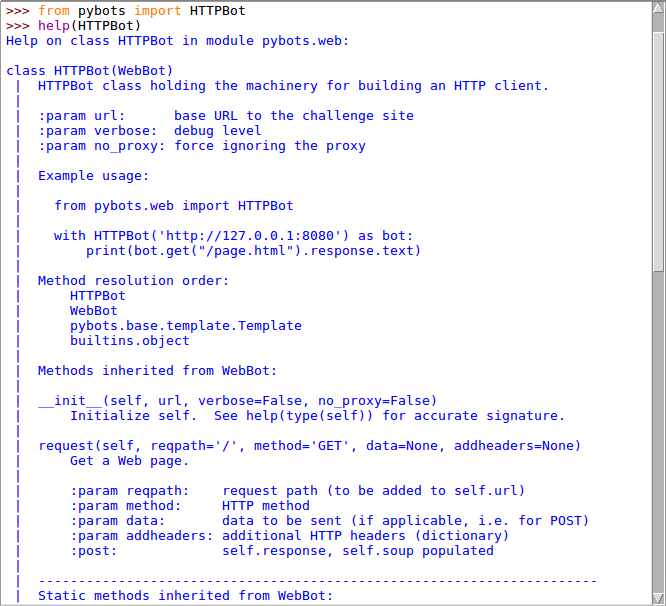 >>> from pybots import HTTPBot
>>> help(HTTPBot)
Help on class HTTPBot in module pybots.web:

class HTTPBot(WebBot)
 |  HTTPBot class holding the machinery for building an HTTP client.
 |
 |  :param url:      base URL to the challenge site
 |  :param verbose:  debug level
 |  :param no_proxy: force ignoring the proxy
 |
 |  Example usage:
 |
 |    from pybots.web import HTTPBot
 |
 |    with HTTPBot('http://127.0.0.1:8080') as bot:
 |        print(bot.get("/page.html").response.text)
 |
 |  Method resolution order:
 |      HTTPBot
 |      WebBot
 |      pybots.base.template.Template
 |      builtins.object
 |
 |  Methods inherited from WebBot:
 |
 |  __init__(self, url, verbose=False, no_proxy=False)
 |      Initialize self.  See help(type(self)) for accurate signature.
 |
 |  request(self, reqpath='/', method='GET', data=None, addheaders=None)
 |      Get a Web page.
 |
 |      :param reqpath:    request path (to be added to self.url)
 |      :param method:     HTTP method
 |      :param data:       data to be sent (if applicable, i.e. for POST)
 |      :param addheaders: additional HTTP headers (dictionary)
 |      :post:             self.response, self.soup populated
 |
 |  ----------------------------------------------------------------------
 |  Static methods inherited from WebBot: